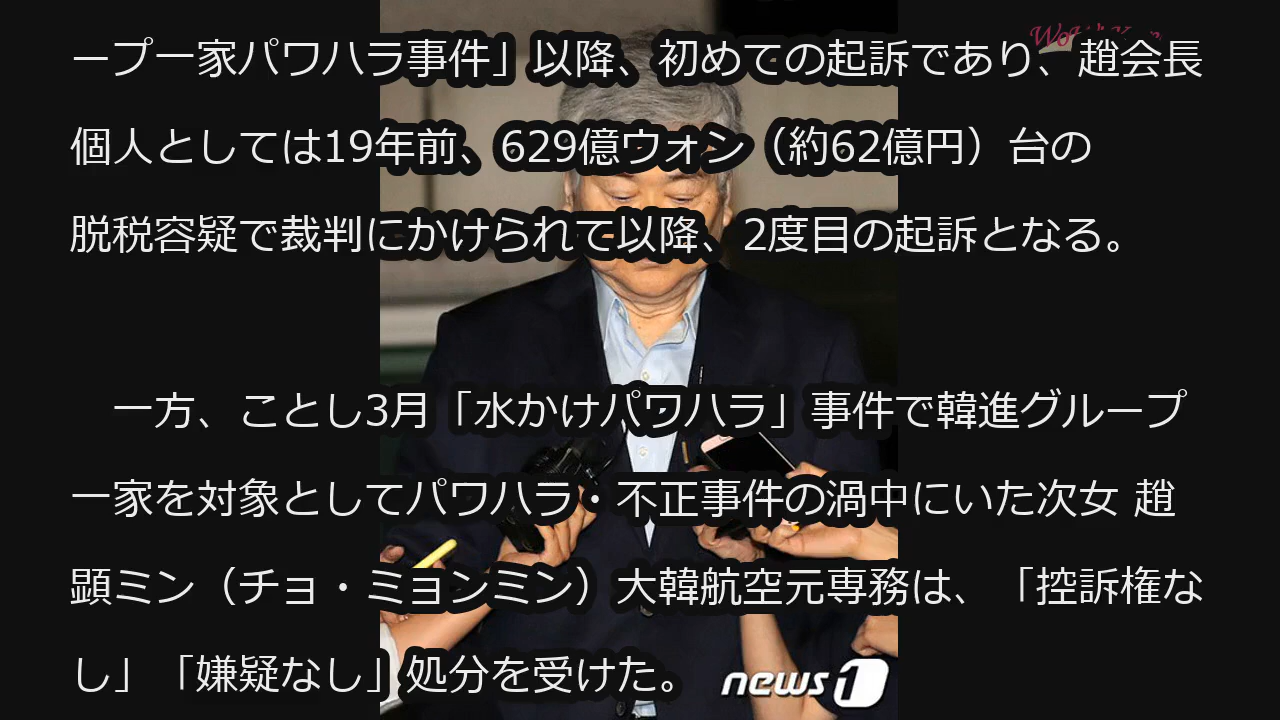 ープ一家パワハラ事件」以降、初めての起訴であり、趙会長
個人としては19年前、629億ウォン（約62億円）台の
脱税容疑で裁判にかけられて以降、2度目の起訴となる。
一方、ことし3月「水かけパワハラ」事件で韓進グループ
一家を対象としてパワハラ・不正事件の渦中にいた次女 趙
顕ミン（チョ・ミョンミン）大韓航空元専務は、「控訴権な
し」「嫌疑なし」処分を受けた。
news1